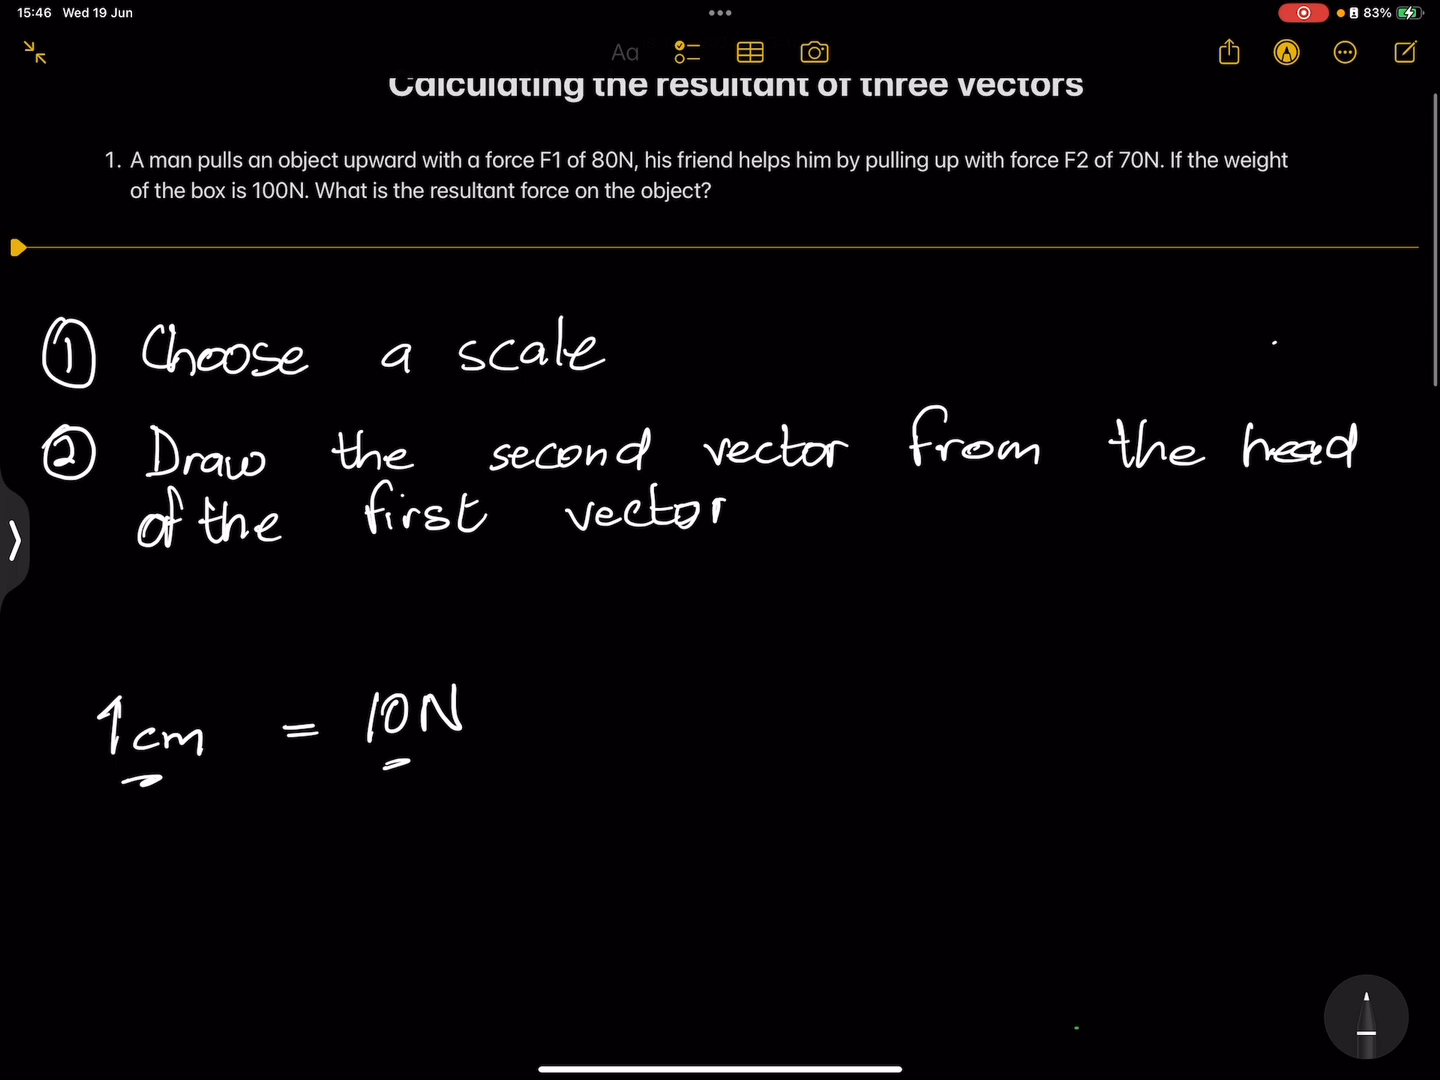 15:46 Wed 19 Jun
83%
Aa
Calculating the resultant of three vectors
1. A man pulls an object upward with a force F1 of 80N, his friend helps him by pulling up with force F2 of 70N. If the weight
of the box is 100N. What is the resultant force on the object?
① Choose a scale
② Draw the second vector from the head
of the first vector
1cm = 10N